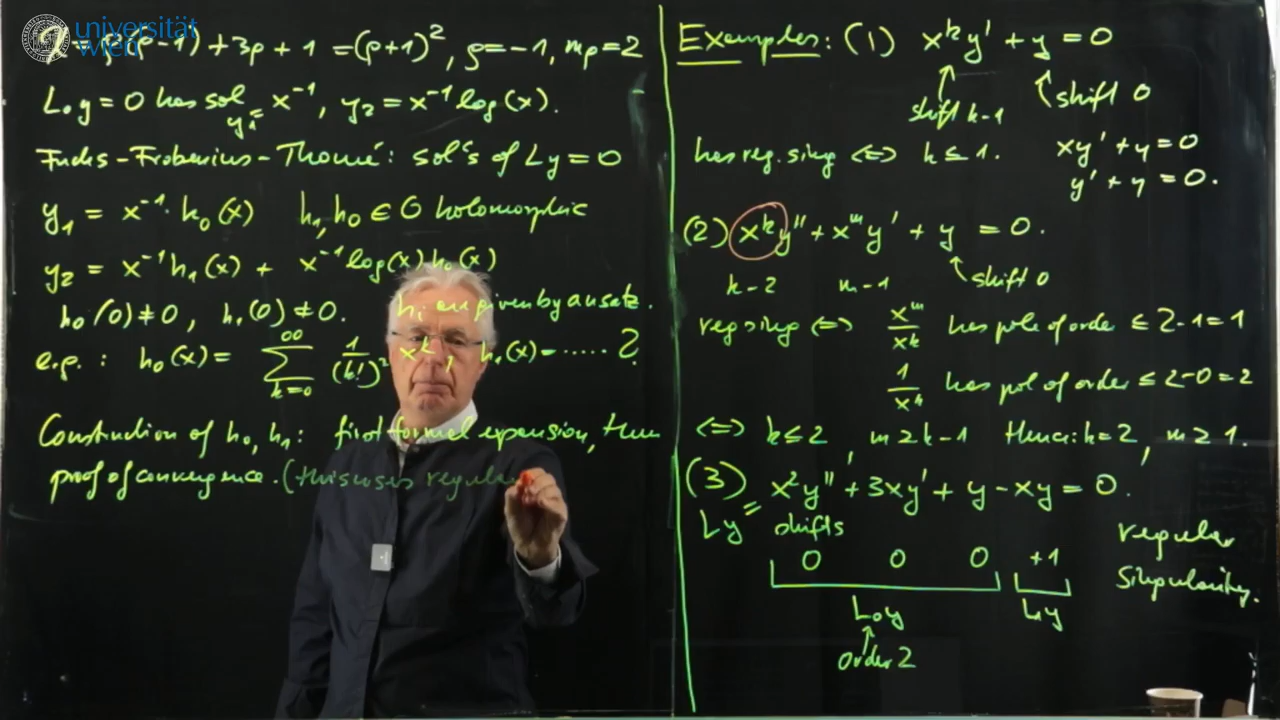 universität
wien
= ρ(ρ-1) + 3ρ + 1 = (ρ+1)², ρ = -1, m_ρ = 2
L₀y = 0 has sol y₁ = x⁻¹, y₂ = x⁻¹ log(x).
Fuchs-Frobenius-Thomé: sol's of Ly = 0
y₁ = x⁻¹· h₀(x) h₁, h₀ ∈ O holomorphic
y₂ = x⁻¹ h₁(x) + x⁻¹ log(x) h₀(x)
h₀(0) ≠ 0, h₁(0) ≠ 0. hᵢ are given by ansatz.
e.g.: h₀(x) = ∑_{k=0}^{∞} 1/(k!)² x^k, h₁(x) = ..... ?
Construction of h₀, h₁: first formal expansion, then
proof of convergence. (this uses regular
Examples: (1) x^k y' + y = 0
shift k-1 shift 0
has reg. sing ⇔ k ≤ 1. xy' + y = 0
y' + y = 0.
(2) x^k y'' + x^m y' + y = 0.
k-2 m-1 shift 0
reg sing ⇔ x^m/x^k has pole of order ≤ 2-1 = 1
1/x^k has pol of order ≤ 2-0 = 2
⇔ k ≤ 2, m ≥ k-1 Hence: k = 2, m ≥ 1.
(3) x²y'' + 3xy' + y - xy = 0.
Ly = shifts regular
0 0 0 +1 singularity.
L₀y L₁y
order 2